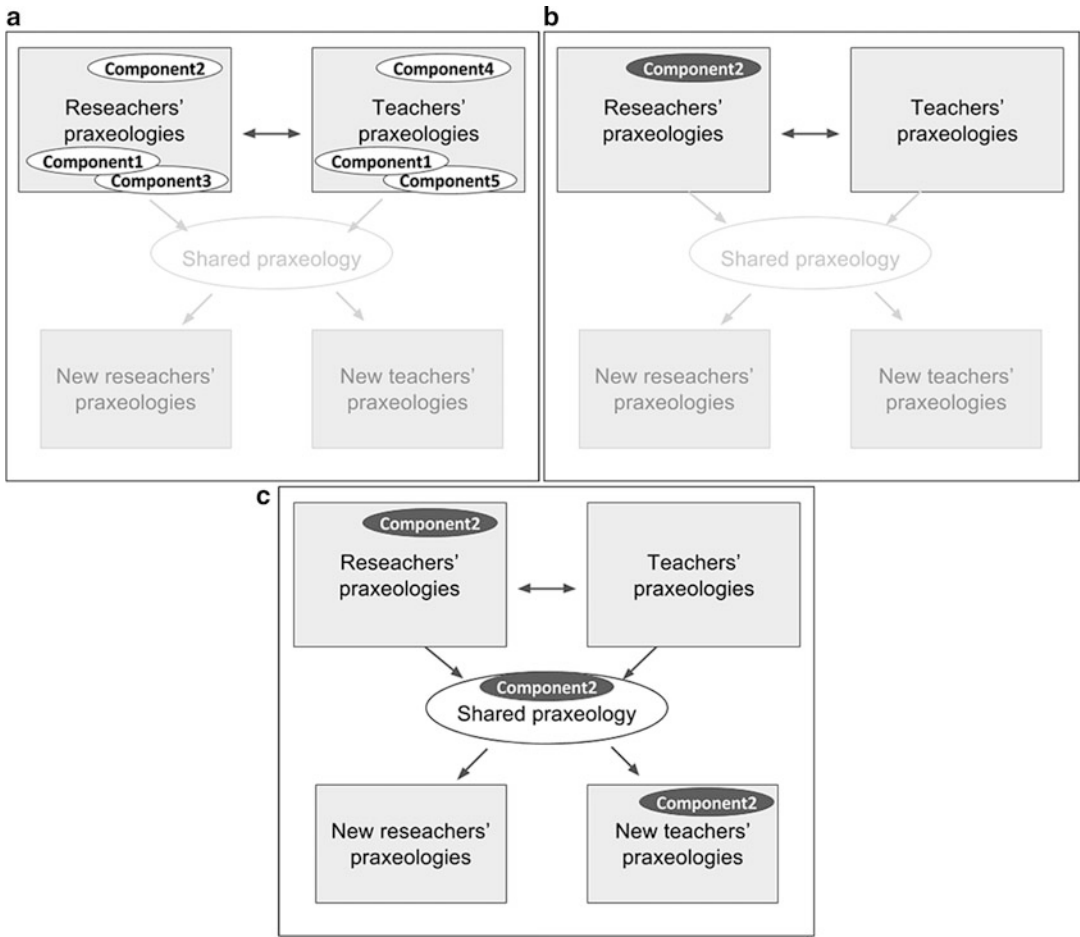 a
Component2
Reseachers'
praxeologies
Component1
Component3
Component4
Teachers'
praxeologies
Component1
Component5
Shared praxeology
New reseachers'
praxeologies
New teachers'
praxeologies
b
Component2
Reseachers'
praxeologies
Teachers'
praxeologies
Shared praxeology
New reseachers'
praxeologies
New teachers'
praxeologies
c
Component2
Reseachers'
praxeologies
Teachers'
praxeologies
Component2
Shared praxeology
New reseachers'
praxeologies
Component2
New teachers'
praxeologies